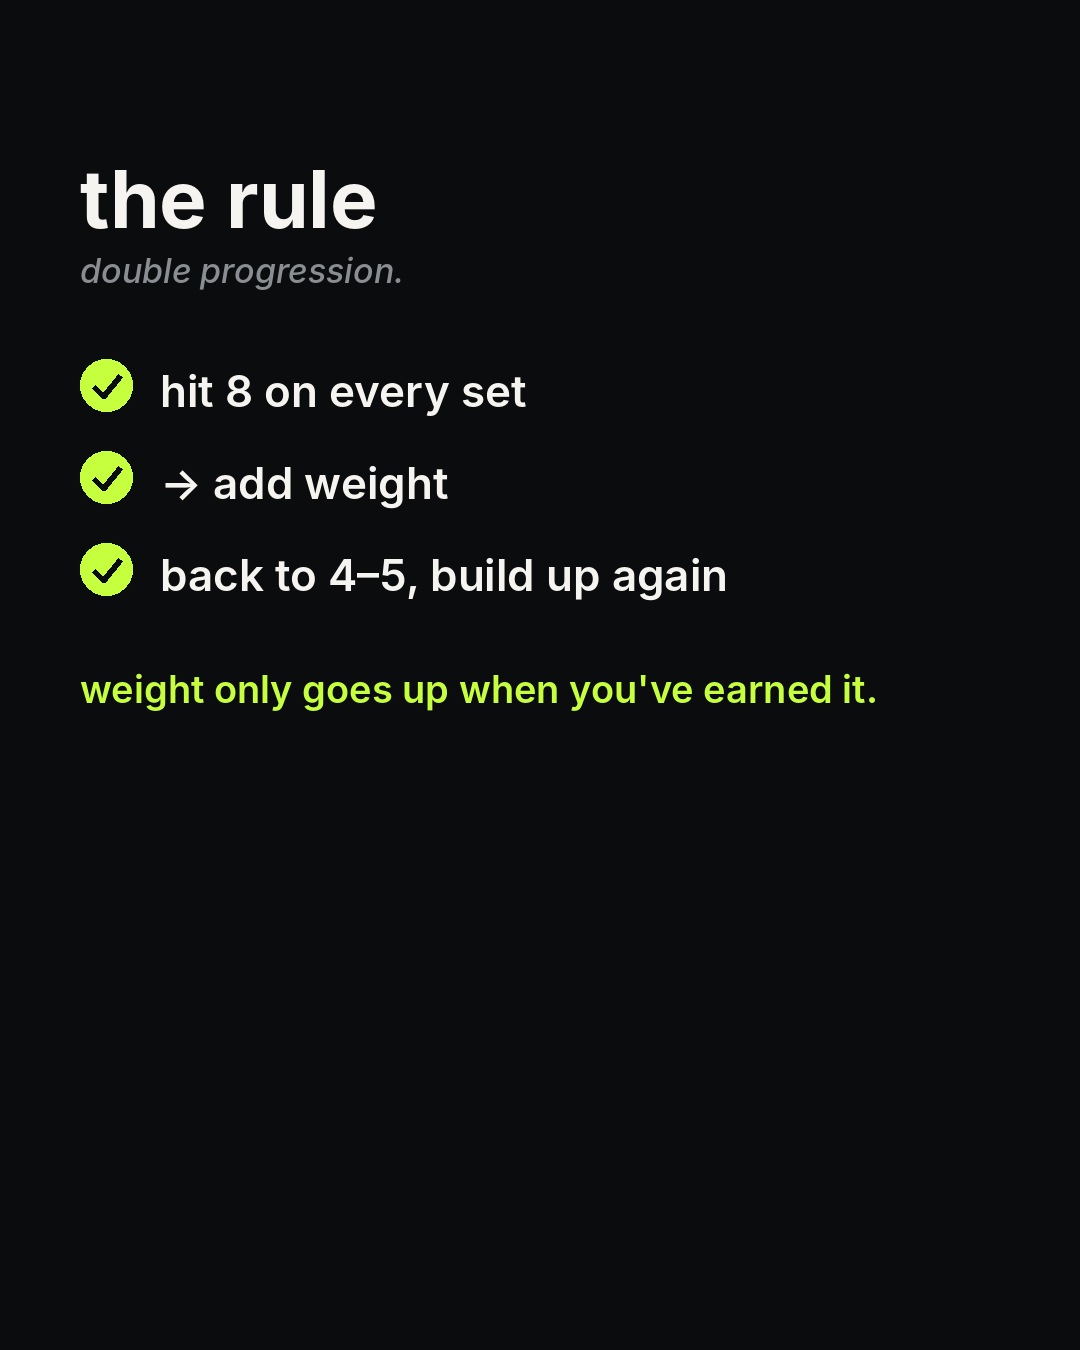 the rule
double progression.
hit 8 on every set
→ add weight
back to 4–5, build up again
weight only goes up when you've earned it.